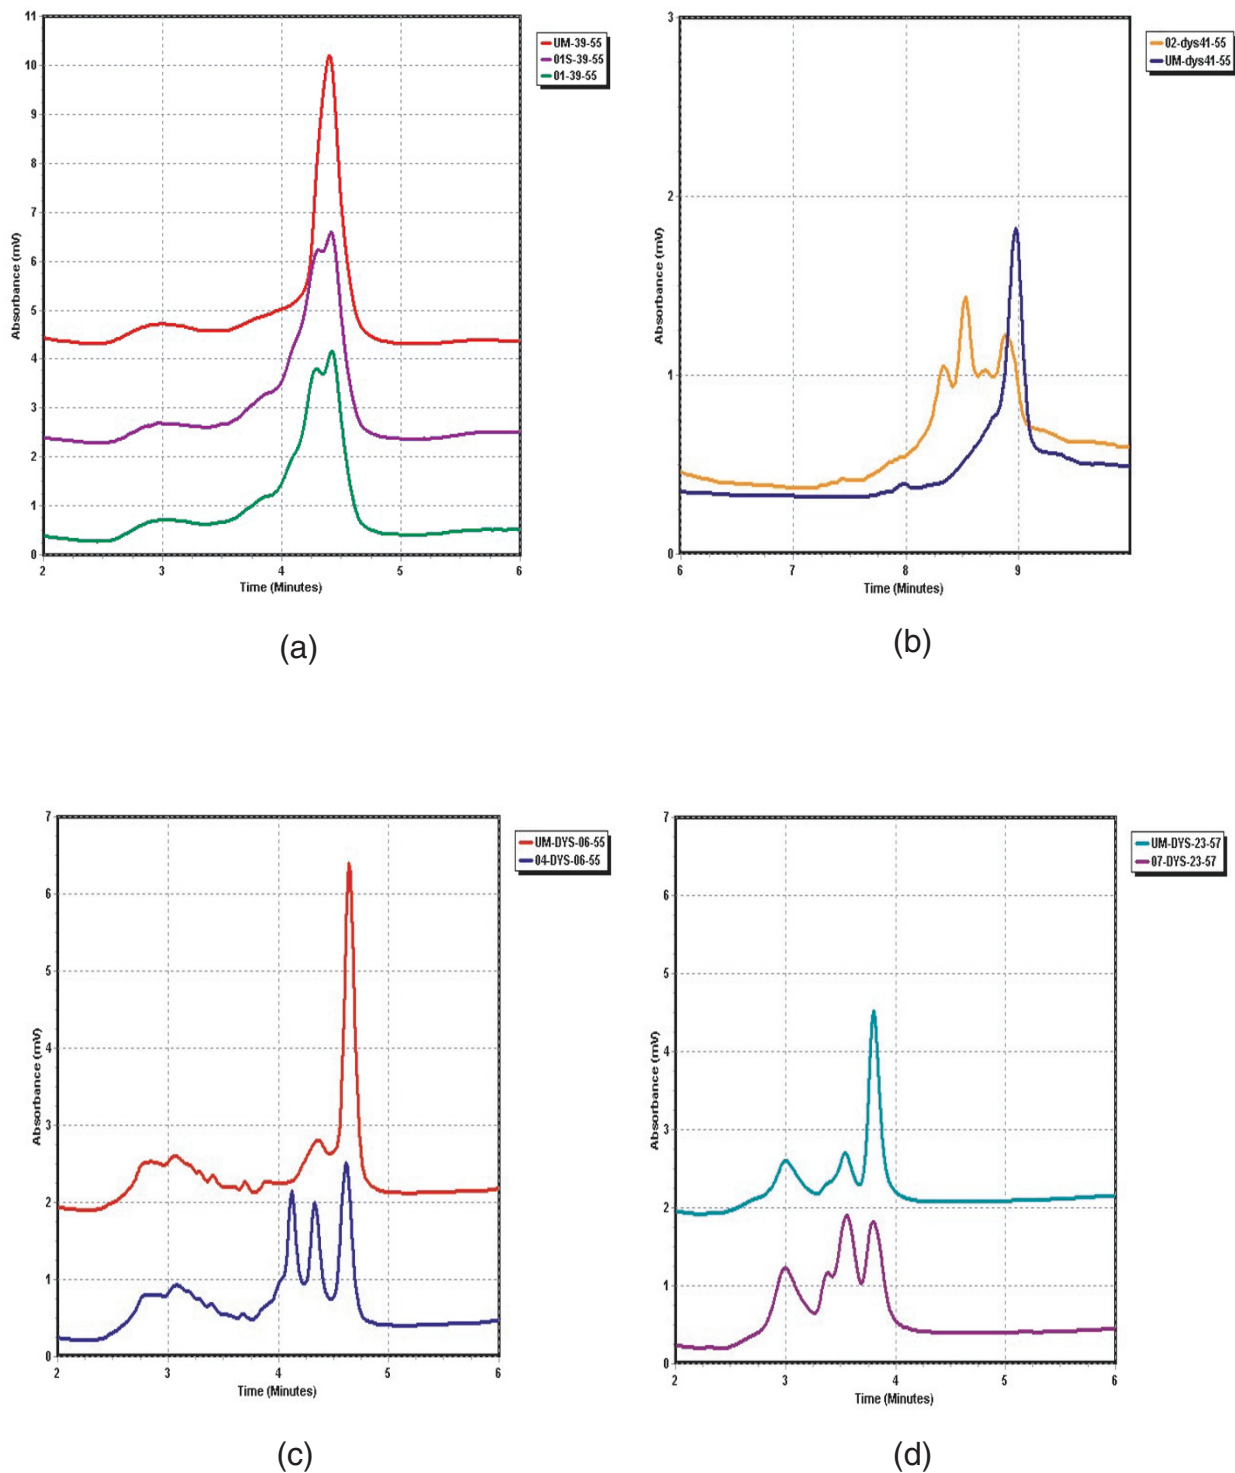 11
10
9
8
7
6
5
4
3
2
1
0
2 3 4 5 6
Absorbance (mV)
Time (Minutes)
UM-39-55
01S-39-55
01-39-55
(a)
3
2
1
0
6 7 8 9
Absorbance (mV)
Time (Minutes)
02-dys41-55
UM-dys41-55
(b)
7
6
5
4
3
2
1
0
2 3 4 5 6
Absorbance (mV)
Time (Minutes)
UM-DYS-06-55
04-DYS-06-55
(c)
7
6
5
4
3
2
1
0
2 3 4 5 6
Absorbance (mV)
Time (Minutes)
UM-DYS-23-57
07-DYS-23-57
(d)